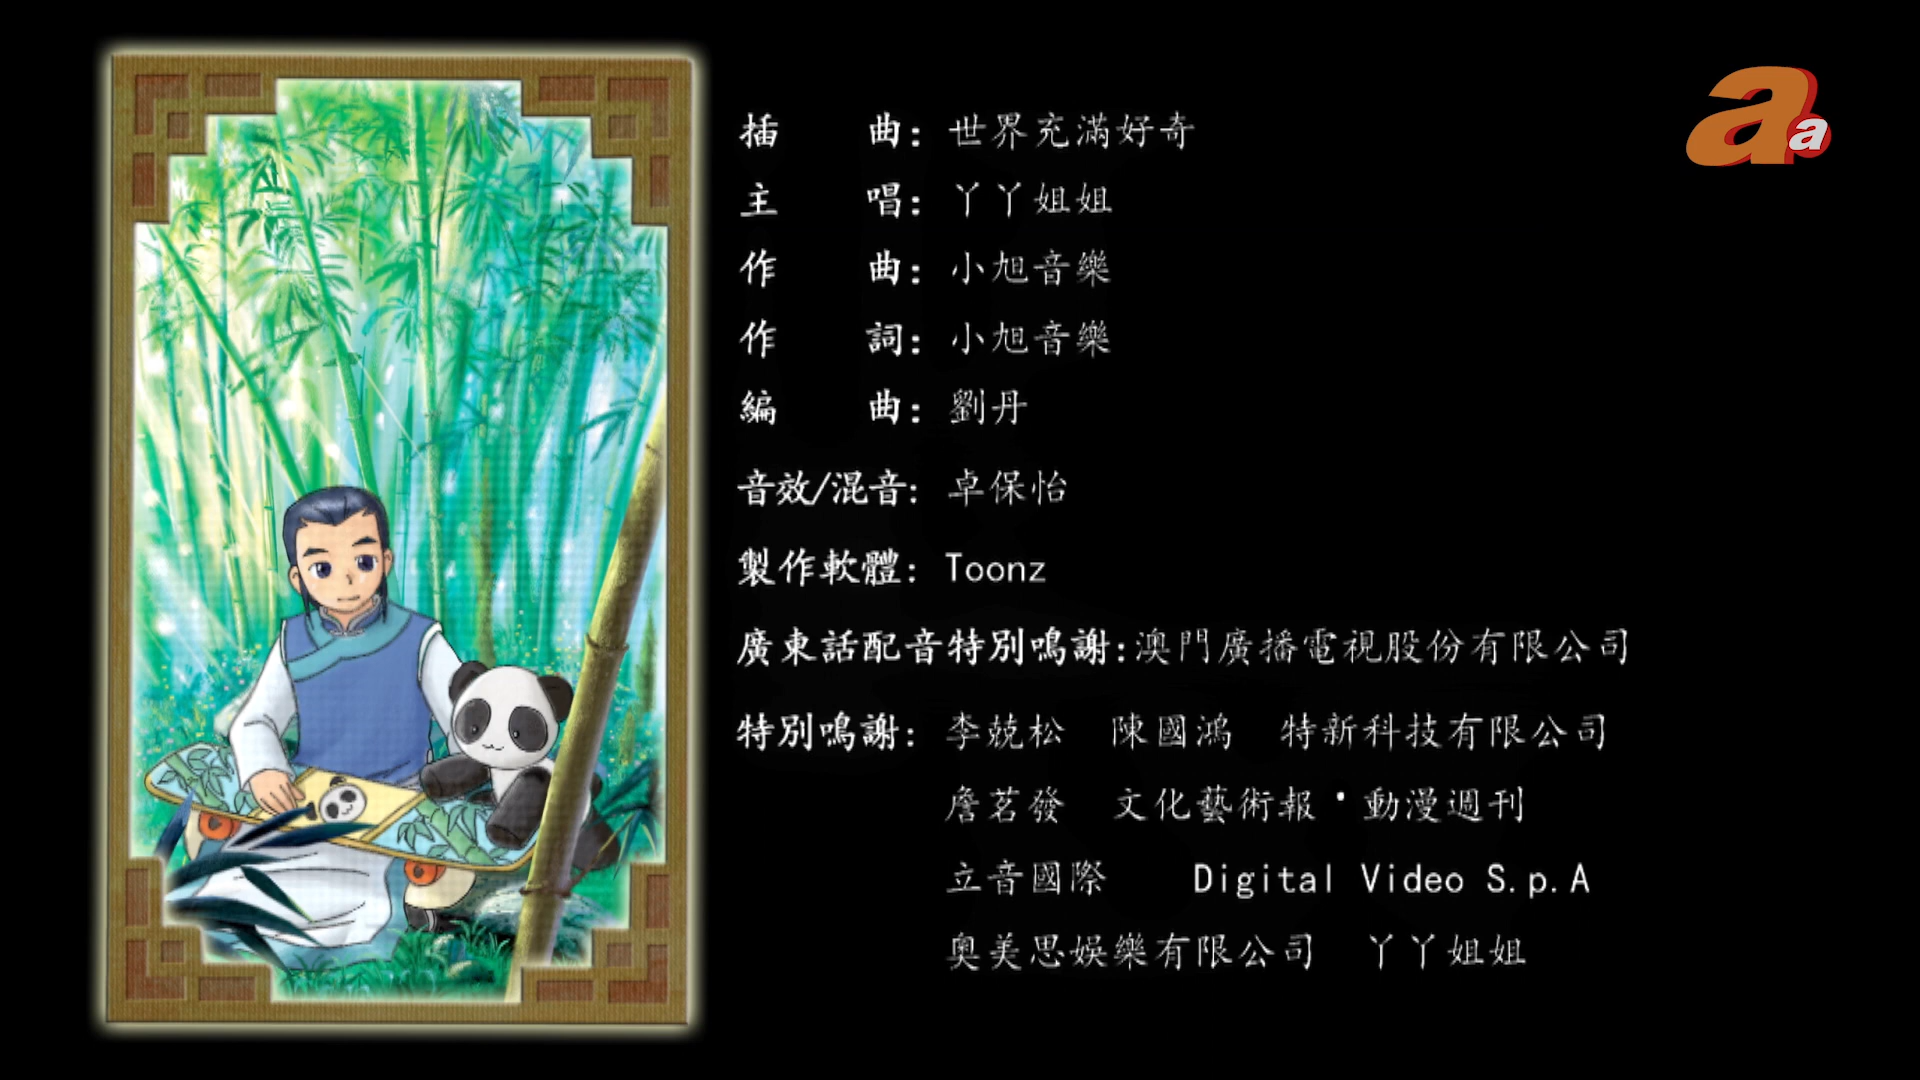 插 曲: 世界充滿好奇
主 唱: 丫丫姐姐
作 曲: 小旭音樂
作 詞: 小旭音樂
編 曲: 劉丹
音效/混音: 卓保怡
製作軟體: Toonz
廣東話配音特別鳴謝:澳門廣播電視股份有限公司
特別鳴謝: 李兢松 陳國鴻 特新科技有限公司
詹茗發 文化藝術報·動漫週刊
立音國際 Digital Video S.p.A
奧美思娛樂有限公司 丫丫姐姐
aa